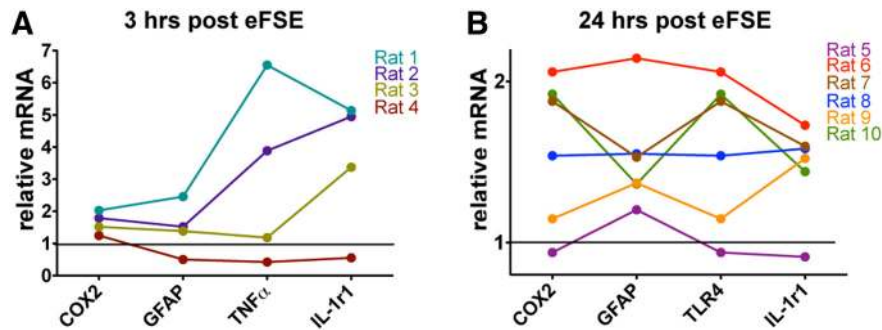 A
3 hrs post eFSE
relative mRNA
7
6
5
4
3
2
1
0
COX2
GFAP
TNFα
IL-1r1
Rat 1
Rat 2
Rat 3
Rat 4
B
24 hrs post eFSE
relative mRNA
2
1
COX2
GFAP
TLR4
IL-1r1
Rat 5
Rat 6
Rat 7
Rat 8
Rat 9
Rat 10